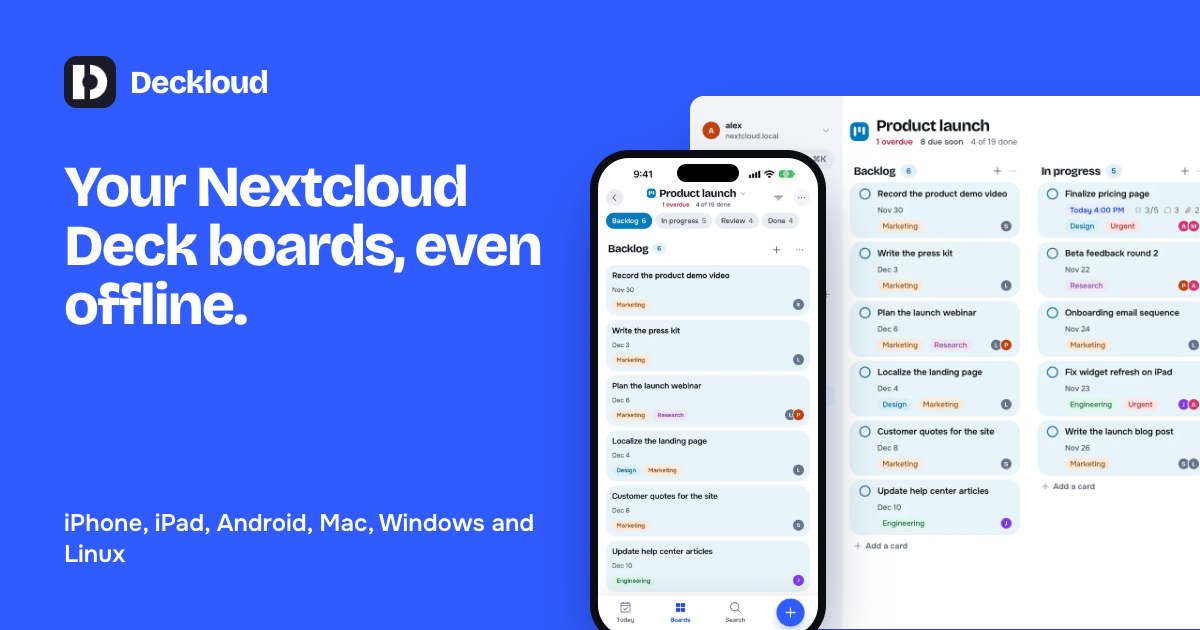 Deckloud
Your Nextcloud
Deck boards, even
offline.
iPhone, iPad, Android, Mac, Windows and
Linux
9:41
Product launch
1 overdue 4 of 19 done
Backlog 6 In progress 5 Review 4 Done 4
Backlog 6
Record the product demo video
Nov 30
Marketing S
Write the press kit
Dec 3
Marketing L
Plan the launch webinar
Dec 6
Marketing Research L P
Localize the landing page
Dec 4
Design Marketing L
Customer quotes for the site
Dec 8
Marketing S
Update help center articles
Dec 10
Engineering J
Today Boards Search
A alex
nextcloud.local
⌘K
Product launch
1 overdue 8 due soon 4 of 19 done
Backlog 6
Record the product demo video
Nov 30
Marketing S
Write the press kit
Dec 3
Marketing L
Plan the launch webinar
Dec 6
Marketing Research L P
Localize the landing page
Dec 4
Design Marketing L
Customer quotes for the site
Dec 8
Marketing S
Update help center articles
Dec 10
Engineering J
+ Add a card
In progress 5
Finalize pricing page
Today 4:00 PM 3/5 3 2
Design Urgent A M
Beta feedback round 2
Nov 22
Research P A
Onboarding email sequence
Nov 24
Marketing L
Fix widget refresh on iPad
Nov 23
Engineering Urgent J A
Write the launch blog post
Nov 26
Marketing S L
+ Add a card